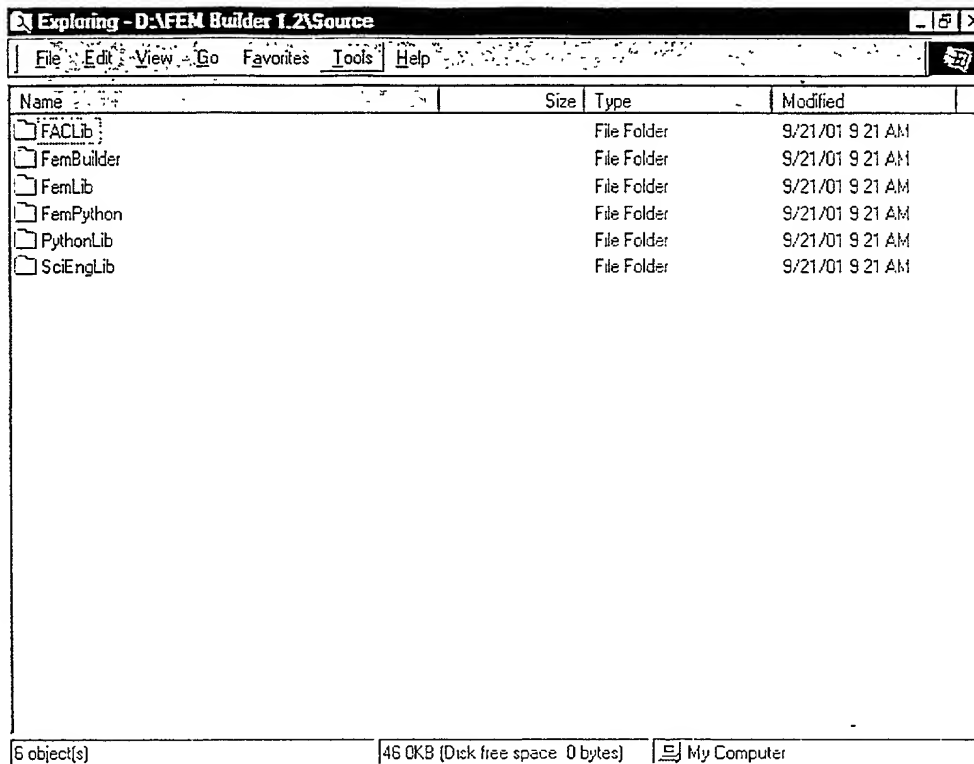 Exploring - D:\FEM Builder 1.2\Source
File Edit View Go Favorites Tools Help
Name Size Type Modified
FACLib File Folder 9/21/01 9 21 AM
FemBuilder File Folder 9/21/01 9 21 AM
FemLib File Folder 9/21/01 9 21 AM
FemPython File Folder 9/21/01 9 21 AM
PythonLib File Folder 9/21/01 9 21 AM
SciEngLib File Folder 9/21/01 9 21 AM
6 object(s) 46 0KB (Disk free space 0 bytes) My Computer